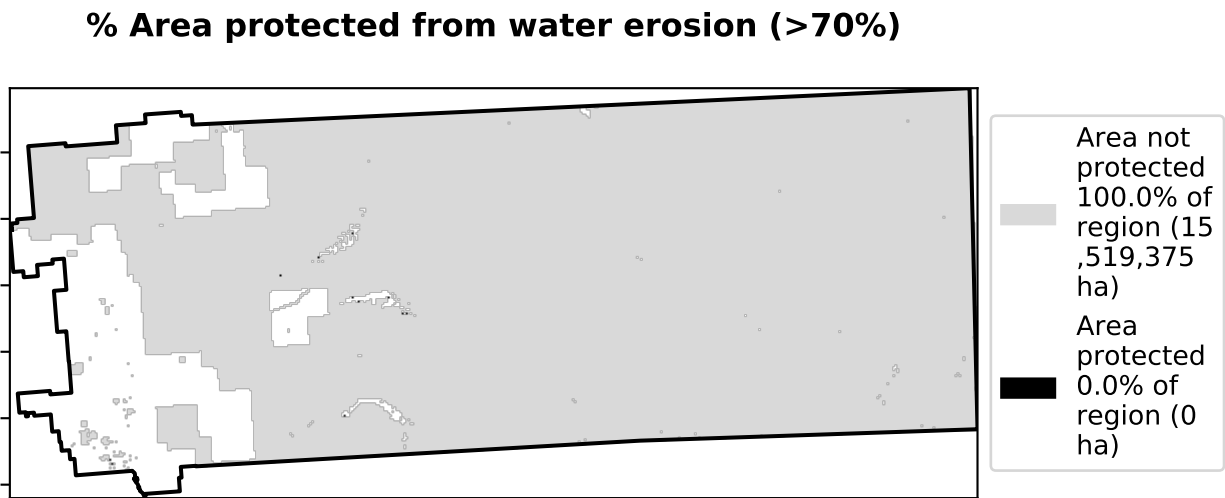 % Area protected from water erosion (>70%)
Area not
protected
100.0% of
region (15
,519,375
ha)
Area
protected
0.0% of
region (0
ha)